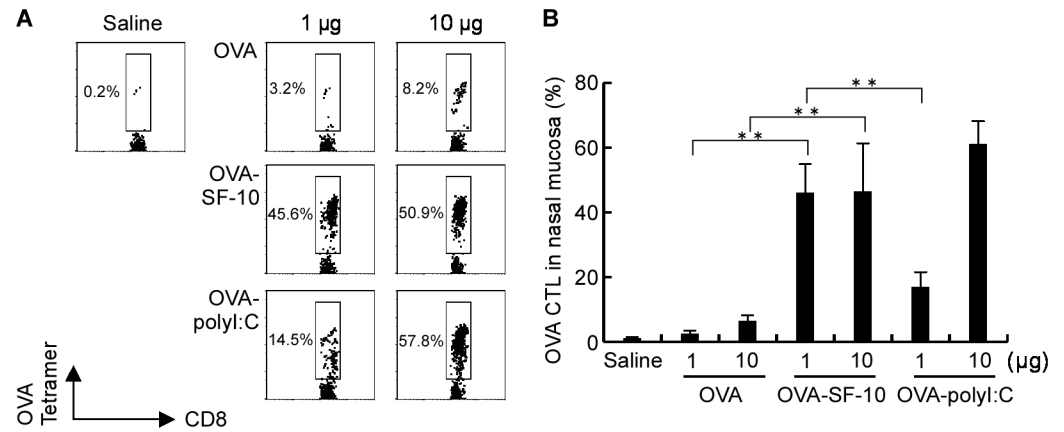 A
Saline
1 µg
10 µg
OVA
0.2%
3.2%
8.2%
OVA-
SF-10
45.6%
50.9%
OVA-
polyI:C
14.5%
57.8%
OVA
Tetramer
CD8
B
OVA CTL in nasal mucosa (%)
80
60
40
20
0
* *
* *
* *
Saline
1
10
1
10
1
10
(µg)
OVA
OVA-SF-10
OVA-polyI:C